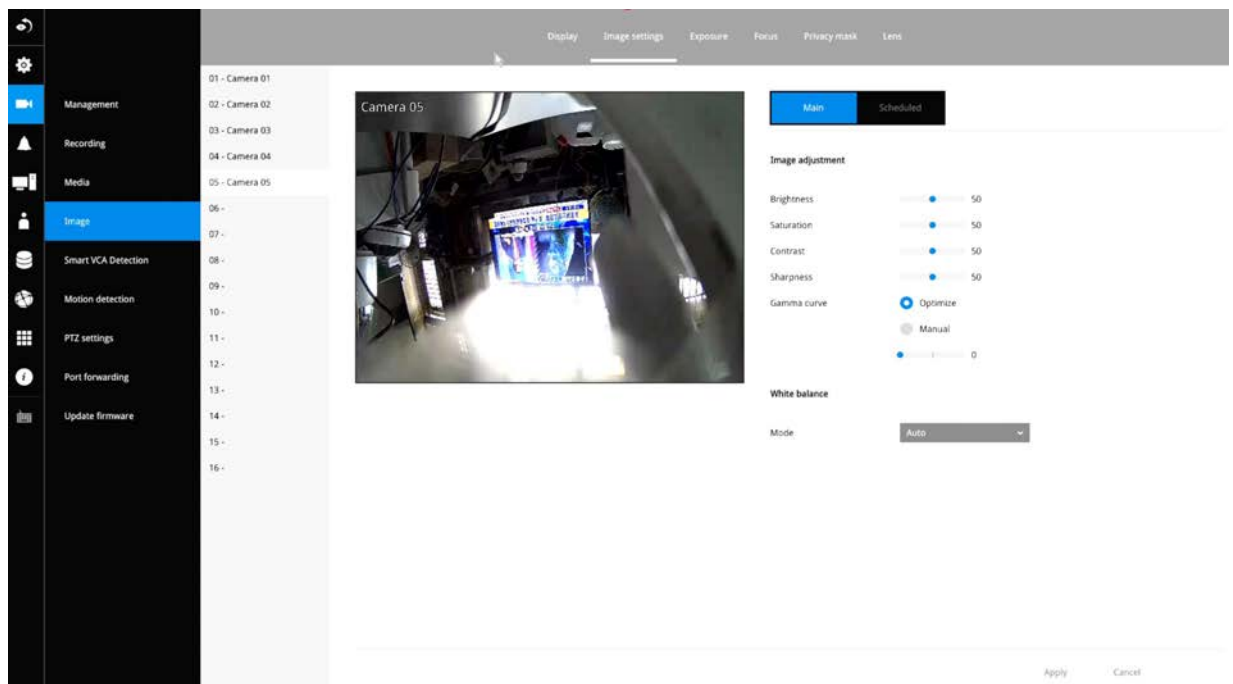 Display Image settings Exposure Focus Privacy mask Lens
Management
Recording
Media
Image
Smart VCA Detection
Motion detection
PTZ settings
Port forwarding
Update firmware
01 - Camera 01
02 - Camera 02
03 - Camera 03
04 - Camera 04
05 - Camera 05
06 -
07 -
08 -
09 -
10 -
11 -
12 -
13 -
14 -
15 -
16 -
Camera 05
Main Scheduled
Image adjustment
Brightness 50
Saturation 50
Contrast 50
Sharpness 50
Gamma curve Optimize
Manual
0
White balance
Mode Auto
Apply Cancel